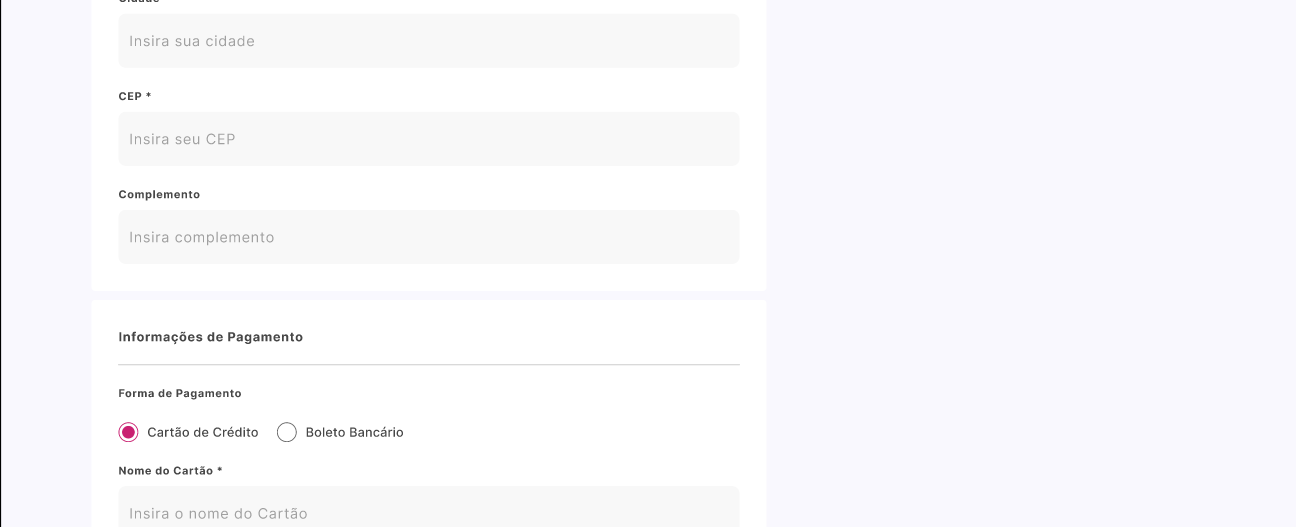 Cidade
Insira sua cidade
CEP *
Insira seu CEP
Complemento
Insira complemento
Informações de Pagamento
Forma de Pagamento
Cartão de Crédito Boleto Bancário
Nome do Cartão *
Insira o nome do Cartão